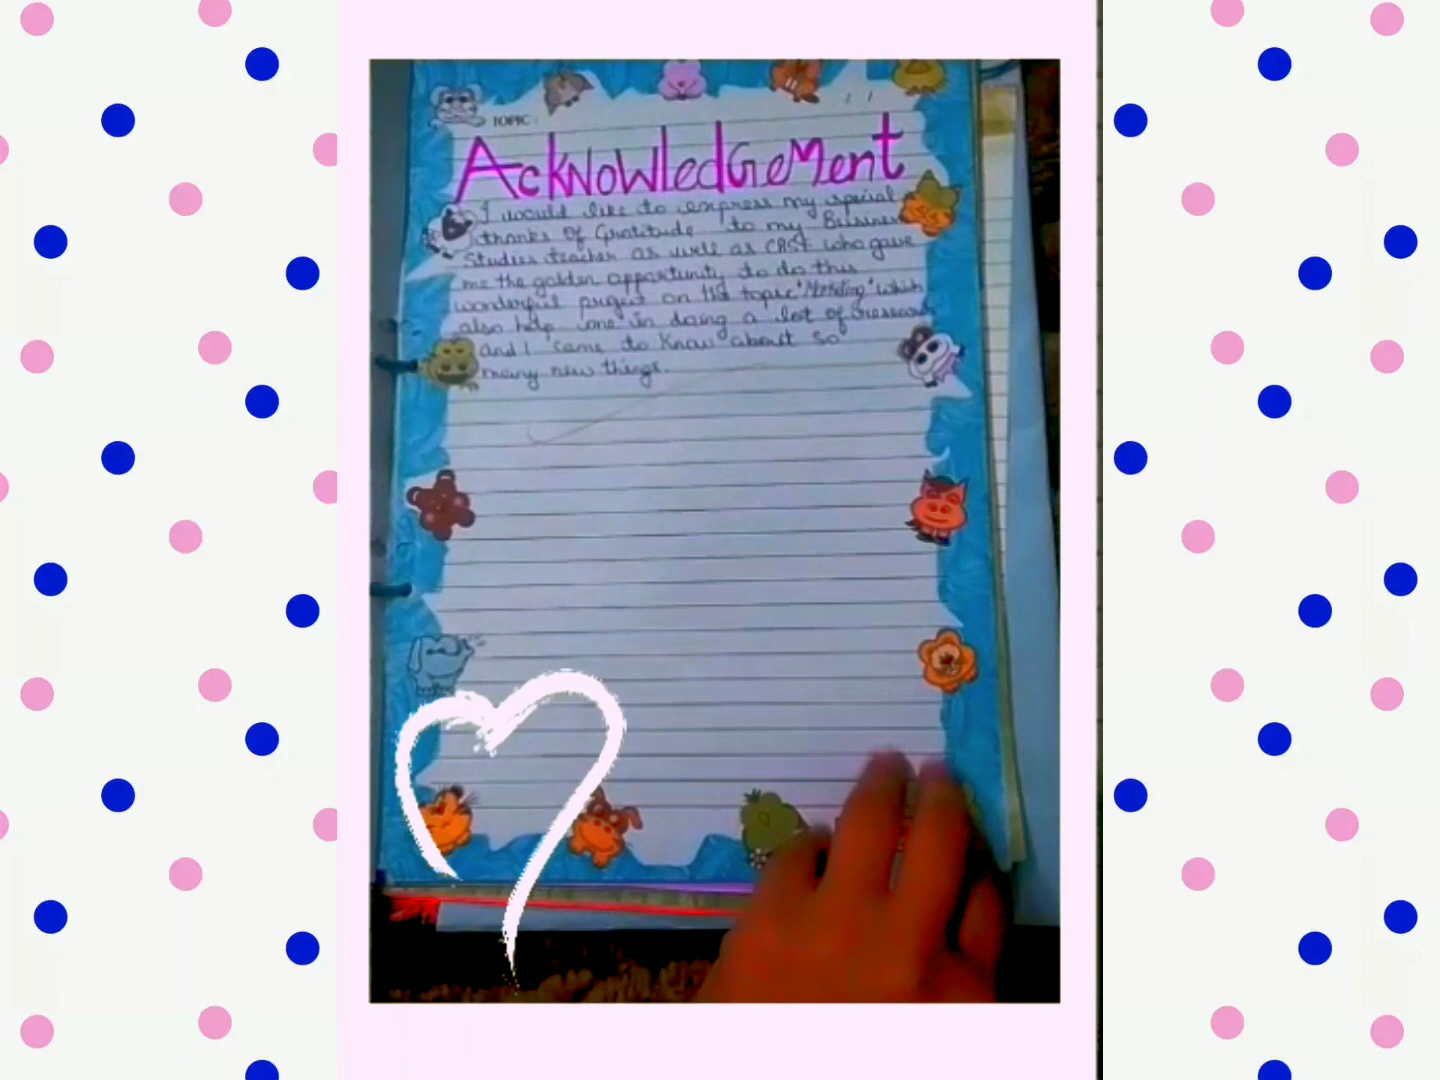 TOPIC :
AcKNoWledGeMent
I would like to express my special
thanks of Gratitude to my Business
Studies teacher as well as CBSE who gave
me the golden opportunity to do this
wonderful project on the topic which
also help me in doing a lot of research
and I came to Know about so
many new things.